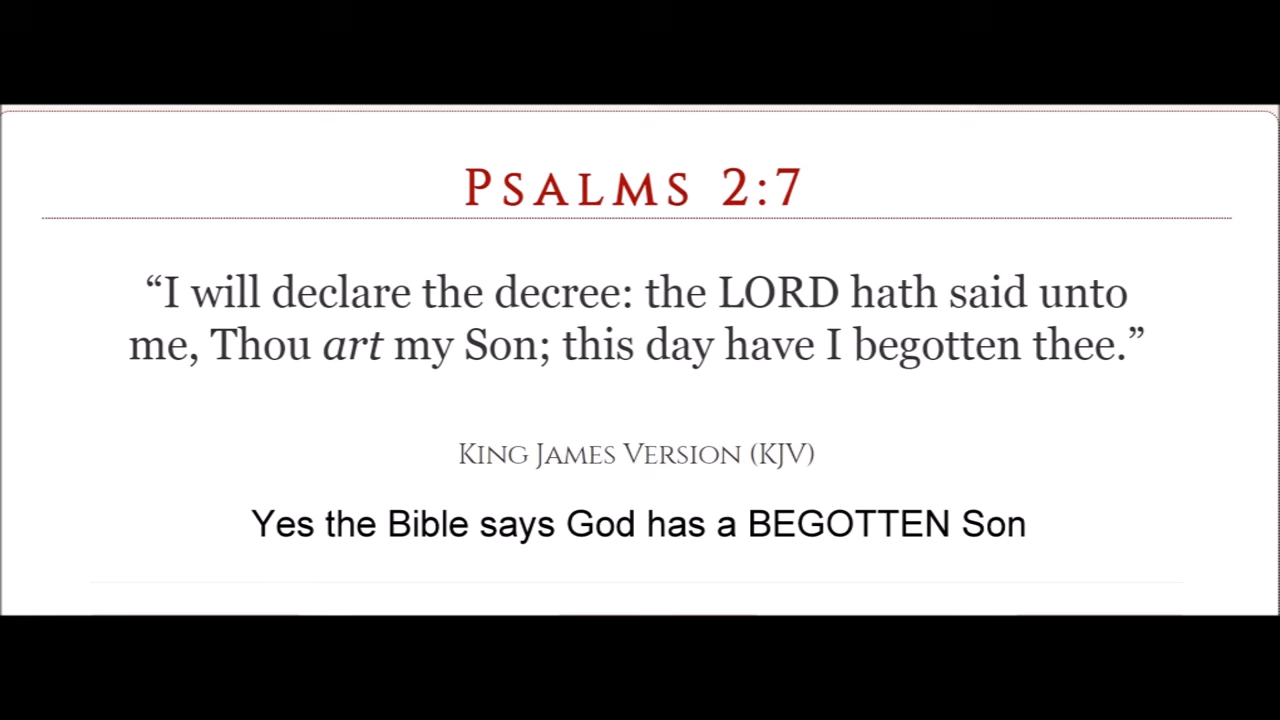 PSALMS 2:7
“I will declare the decree: the LORD hath said unto
me, Thou art my Son; this day have I begotten thee.”
KING JAMES VERSION (KJV)
Yes the Bible says God has a BEGOTTEN Son